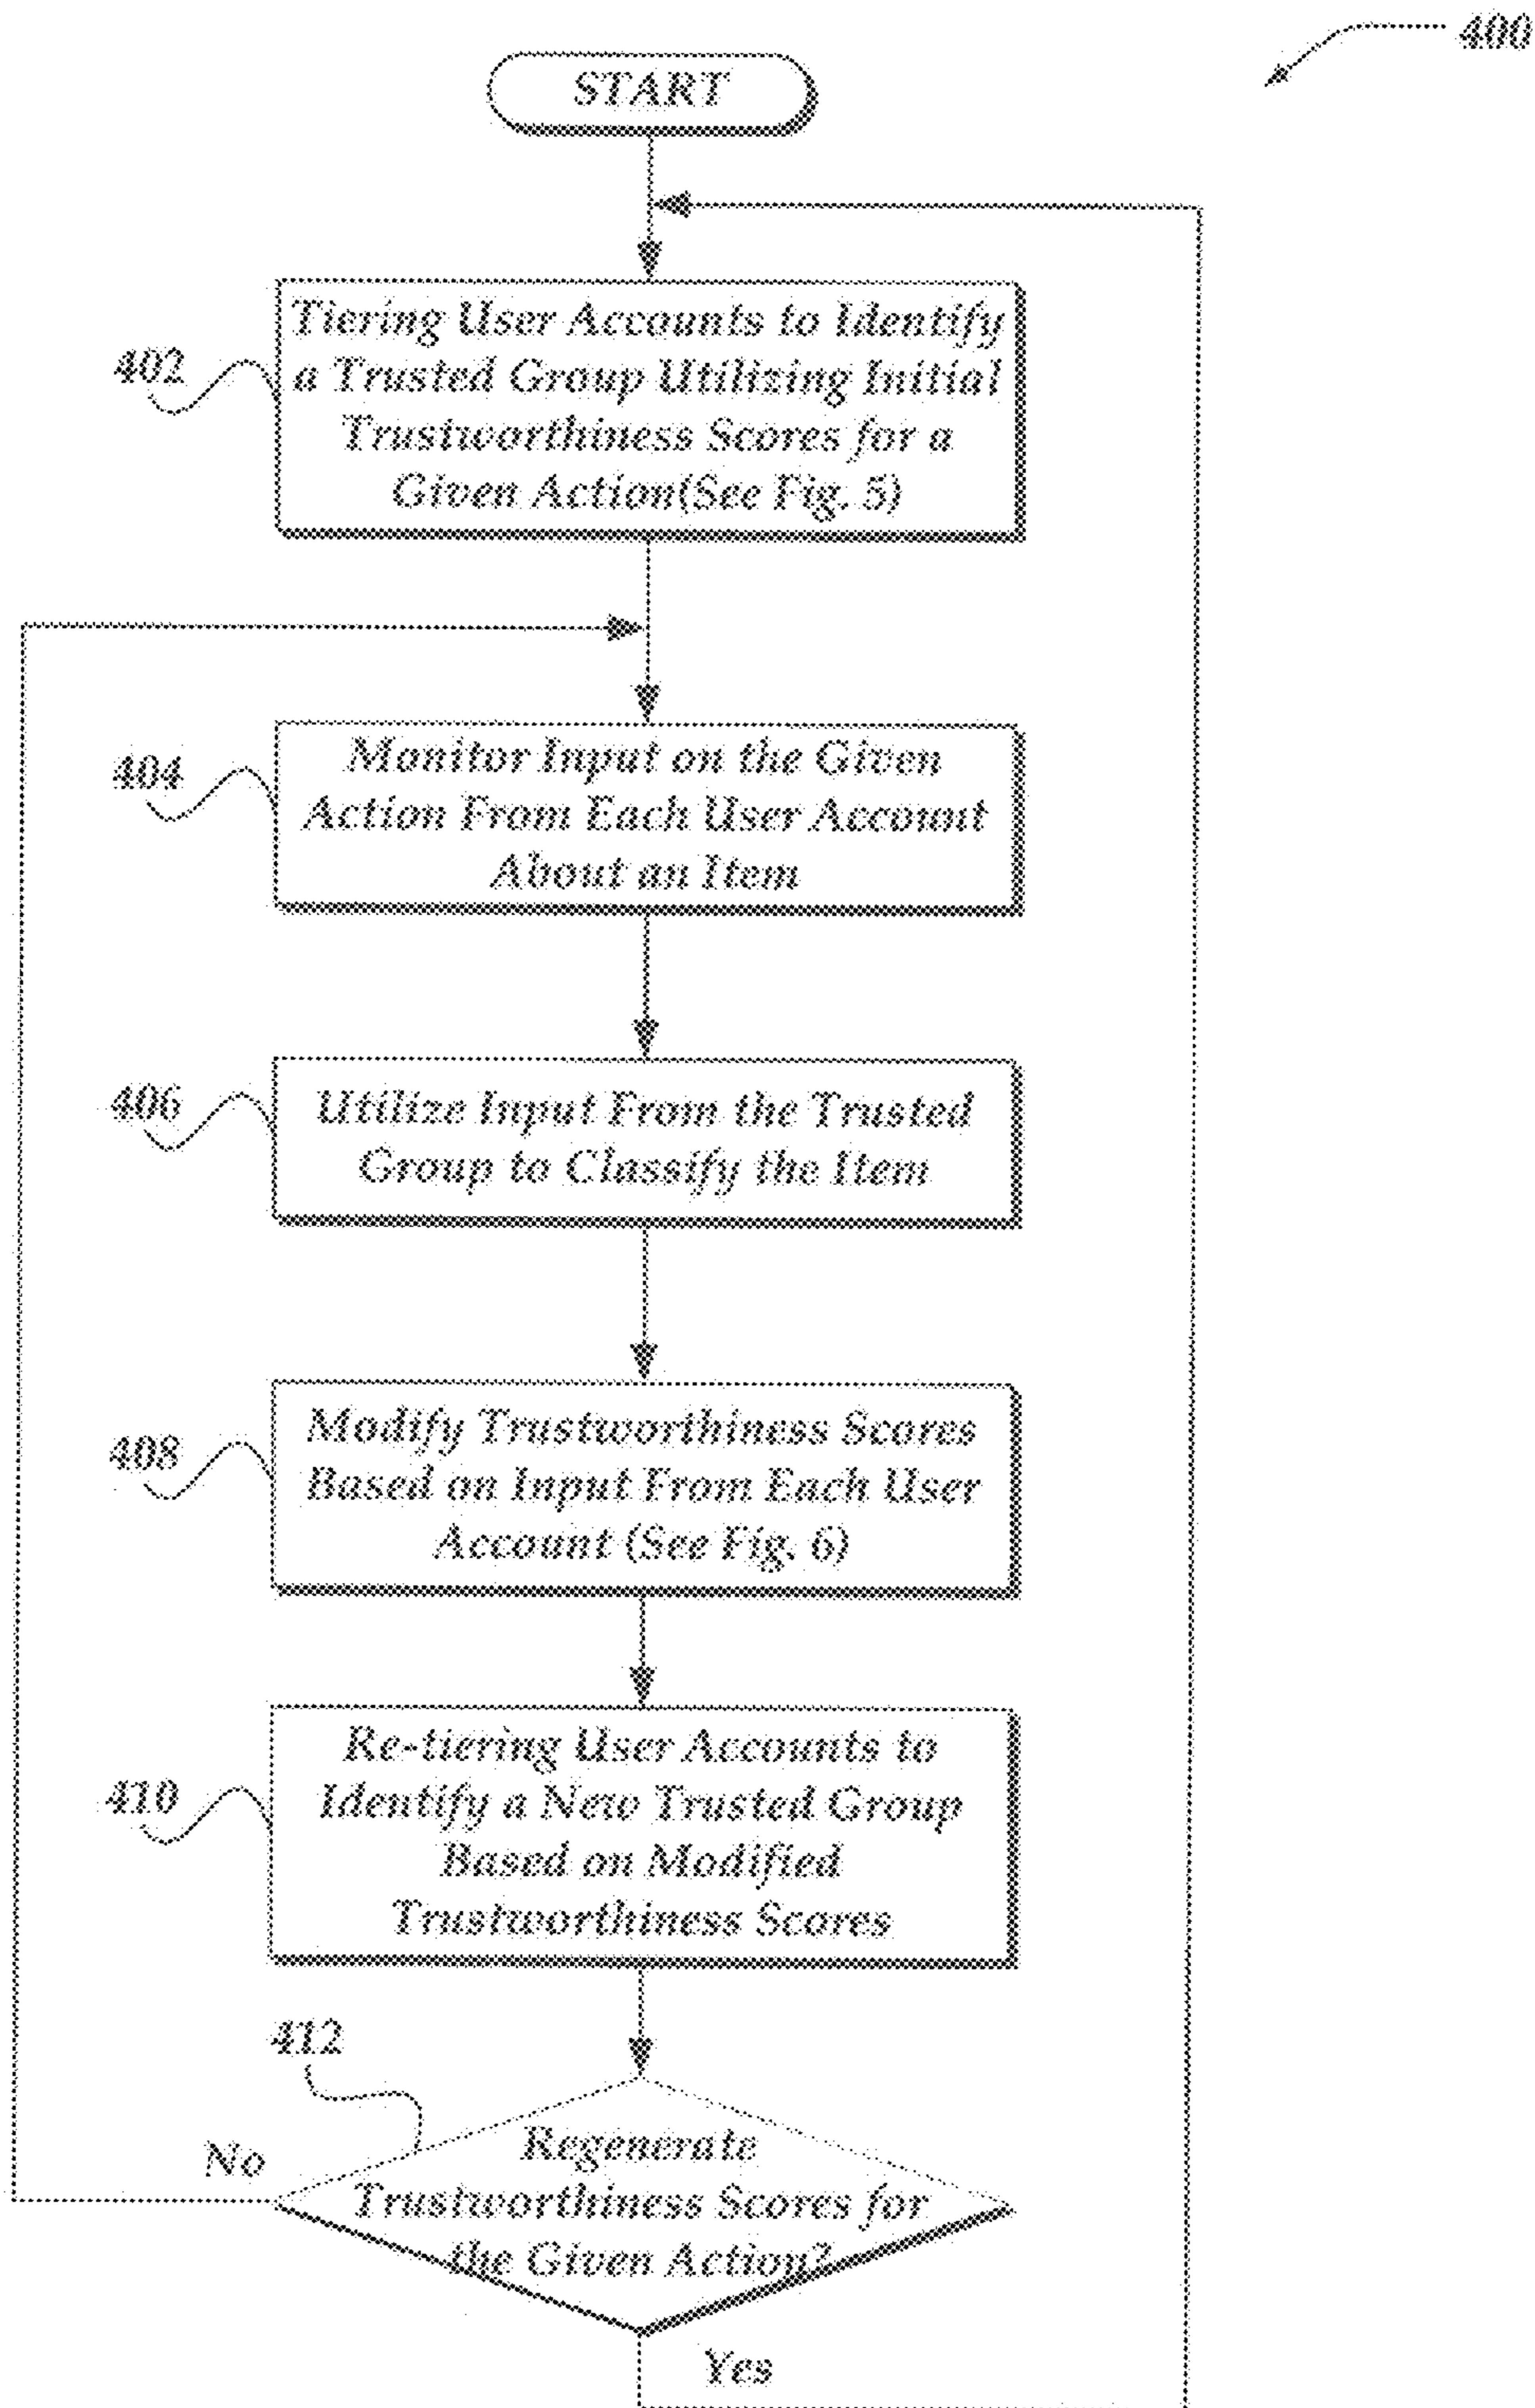 400
START
402
Tiering User Accounts to Identify
a Trusted Group Utilizing Initial
Trustworthiness Scores for a
Given Action(See Fig. 5)
404
Monitor Input on the Given
Action From Each User Account
About an Item
406
Utilize Input From the Trusted
Group to Classify the Item
408
Modify Trustworthiness Scores
Based on Input From Each User
Account (See Fig. 6)
410
Re-tiering User Accounts to
Identify a New Trusted Group
Based on Modified
Trustworthiness Scores
412
No
Regenerate
Trustworthiness Scores for
the Given Action?
Yes